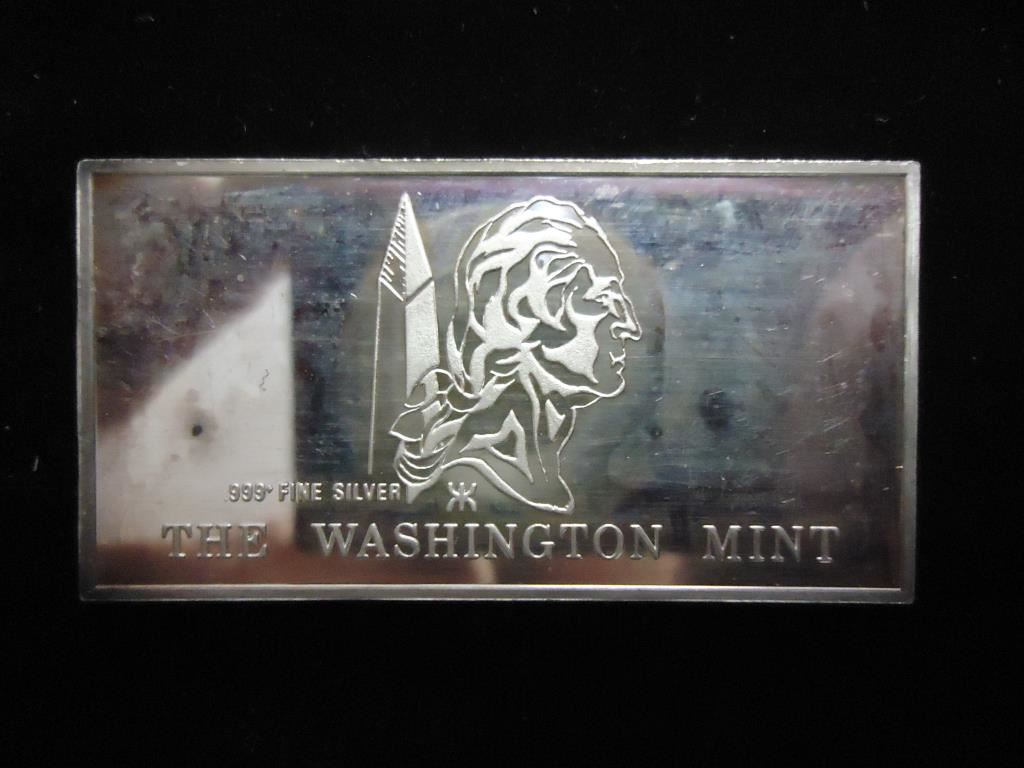 .999+ FINE SILVER
THE WASHINGTON MINT